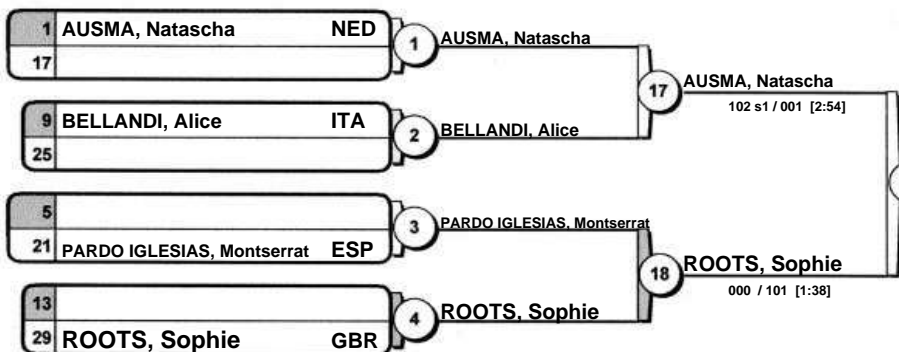 1 AUSMA, Natascha NED
17
1
AUSMA, Natascha
17
AUSMA, Natascha
102 s1 / 001 [2:54]
9 BELLANDI, Alice ITA
25
2
BELLANDI, Alice
5
21 PARDO IGLESIAS, Montserrat ESP
3
PARDO IGLESIAS, Montserrat
18
ROOTS, Sophie
000 / 101 [1:38]
13
29 ROOTS, Sophie GBR
4
ROOTS, Sophie